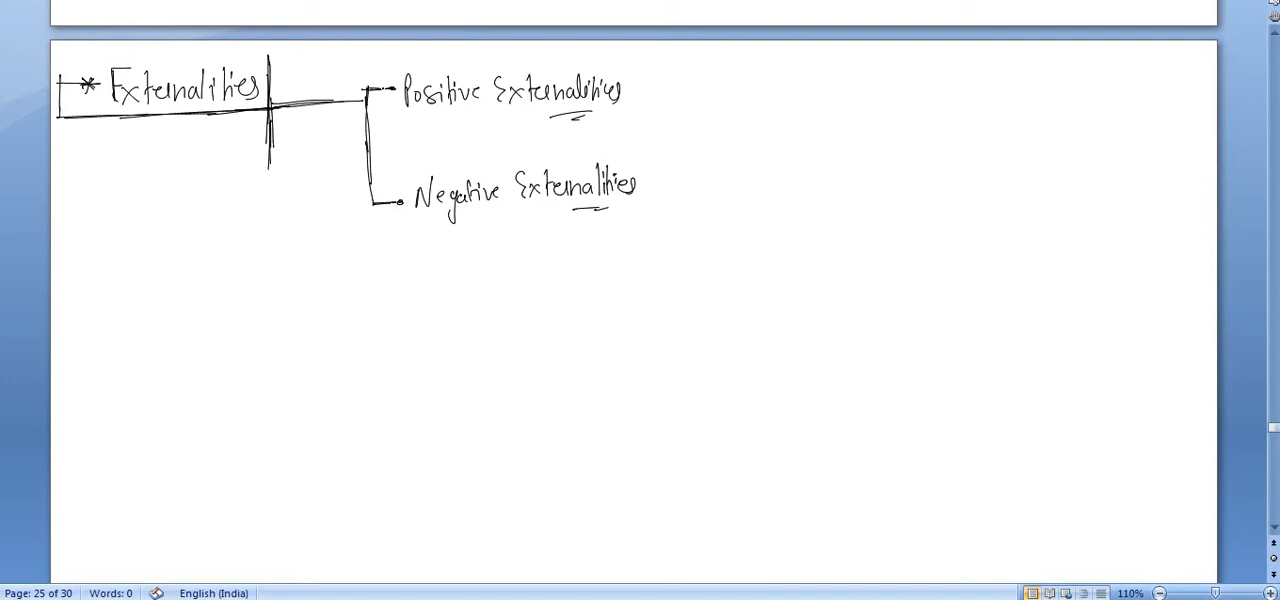 * Externalities
Positive Externalities
Negative Externalities
Page: 25 of 30 Words: 0 English (India) 110%